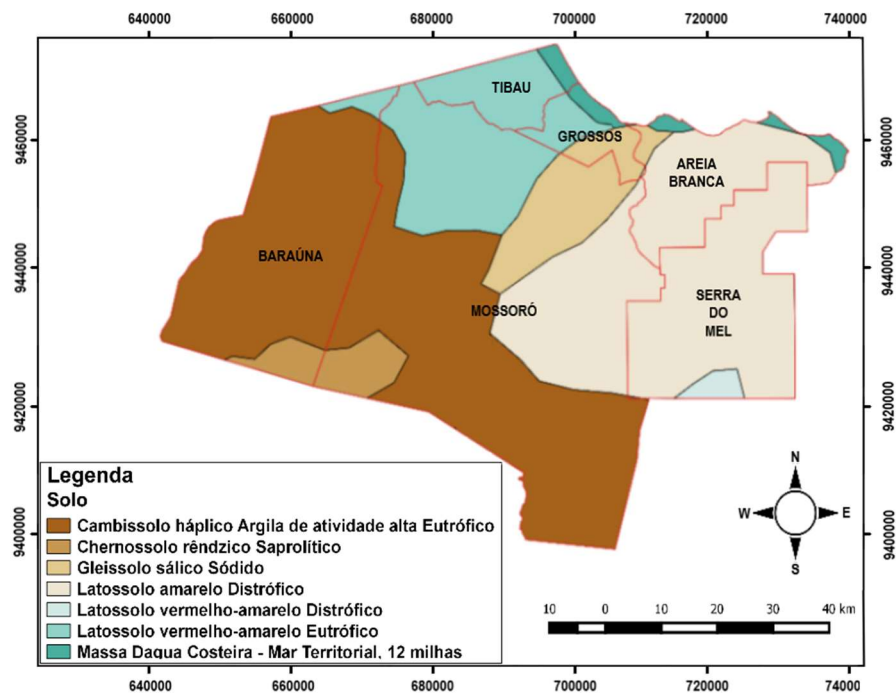 640000 660000 680000 700000 720000 740000
9460000 9460000
TIBAU
GROSSOS
AREIA
BRANCA
BARAÚNA
9440000 9440000
SERRA
DO
MEL
MOSSORÓ
9420000 9420000
Legenda
Solo
Cambissolo háplico Argila de atividade alta Eutrófico
Chernossolo rêndzico Saprolítico
Gleissolo sálico Sódido
Latossolo amarelo Distrófico
Latossolo vermelho-amarelo Distrófico
Latossolo vermelho-amarelo Eutrófico
Massa Dagua Costeira - Mar Territorial, 12 milhas
N
W E
S
9400000 9400000
10 0 10 20 30 40 km
640000 660000 680000 700000 720000 740000